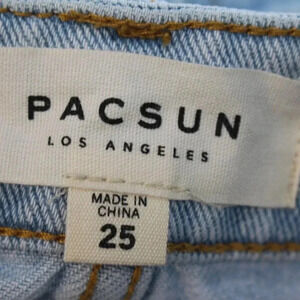 PACSUN
LOS ANGELES
MADE IN
CHINA
25